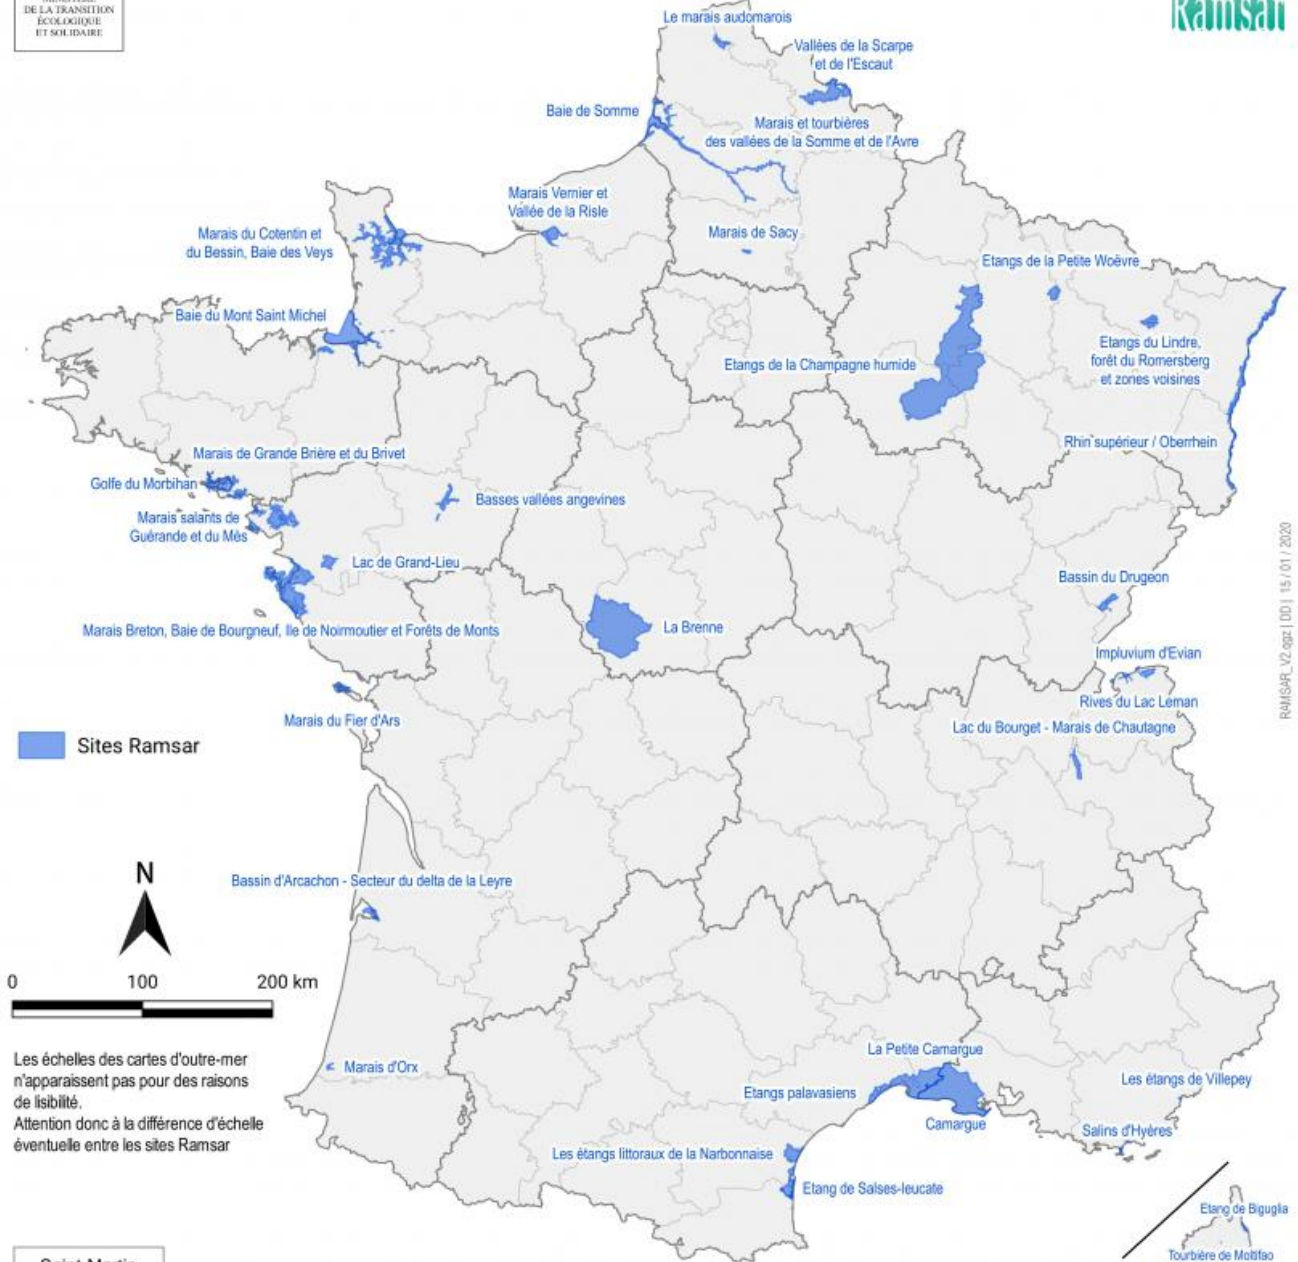 DE LA TRANSITION
ÉCOLOGIQUE
ET SOLIDAIRE
Ramsar
Le marais audomarois
Vallées de la Scarpe
et de l'Escaut
Baie de Somme
Marais et tourbières
des vallées de la Somme et de l'Avre
Marais Vernier et
Vallée de la Risle
Marais du Cotentin et
du Bessin, Baie des Veys
Marais de Sacy
Etangs de la Petite Woëvre
Baie du Mont Saint Michel
Etangs du Lindre,
forêt du Romersberg
et zones voisines
Etangs de la Champagne humide
Rhin supérieur / Oberrhein
Marais de Grande Brière et du Brivet
Golfe du Morbihan
Basses vallées angevines
Marais salants de
Guérande et du Mès
Lac de Grand-Lieu
Bassin du Drugeon
Marais Breton, Baie de Bourgneuf, Ile de Noirmoutier et Forêts de Monts
La Brenne
Impluvium d'Evian
Rives du Lac Leman
Marais du Fier d'Ars
Lac du Bourget - Marais de Chautagne
RAMSAR_V2.qgz | DD | 15 / 01 / 2020
Sites Ramsar
N
Bassin d'Arcachon - Secteur du delta de la Leyre
0 100 200 km
Les échelles des cartes d'outre-mer
n'apparaissent pas pour des raisons
de lisibilité.
Attention donc à la différence d'échelle
éventuelle entre les sites Ramsar
Marais d'Orx
La Petite Camargue
Etangs palavasiens
Camargue
Les étangs de Villepey
Salins d'Hyères
Les étangs littoraux de la Narbonnaise
Etang de Salses-leucate
Etang de Biguglia
Tourbière de Moltifao